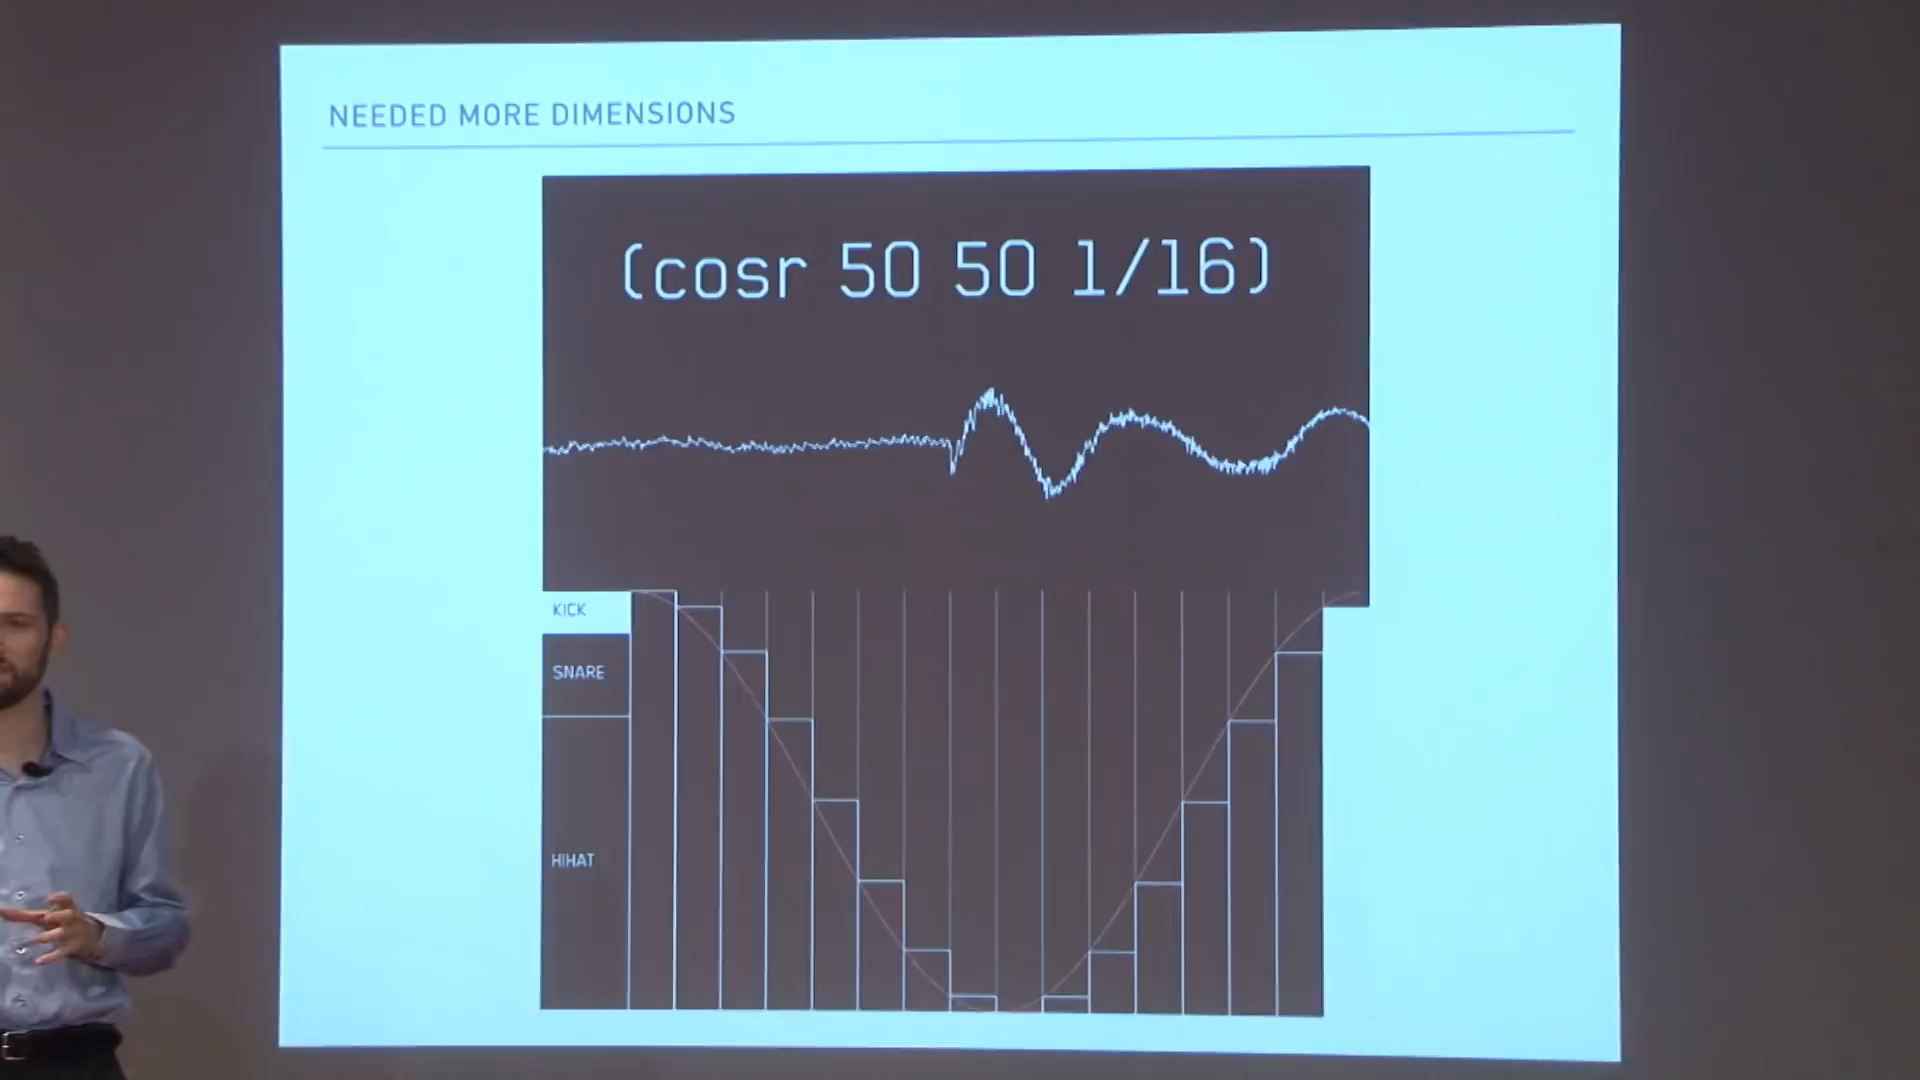 NEEDED MORE DIMENSIONS
(cosr 50 50 1/16)
KICK
SNARE
HIHAT